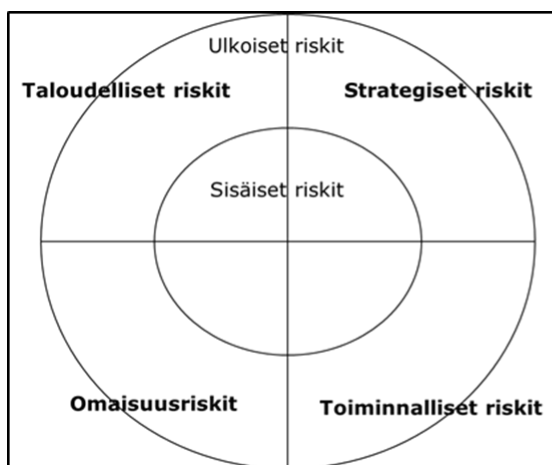 Ulkoiset riskit
Taloudelliset riskit
Strategiset riskit
Sisäiset riskit
Omaisuusriskit
Toiminnalliset riskit